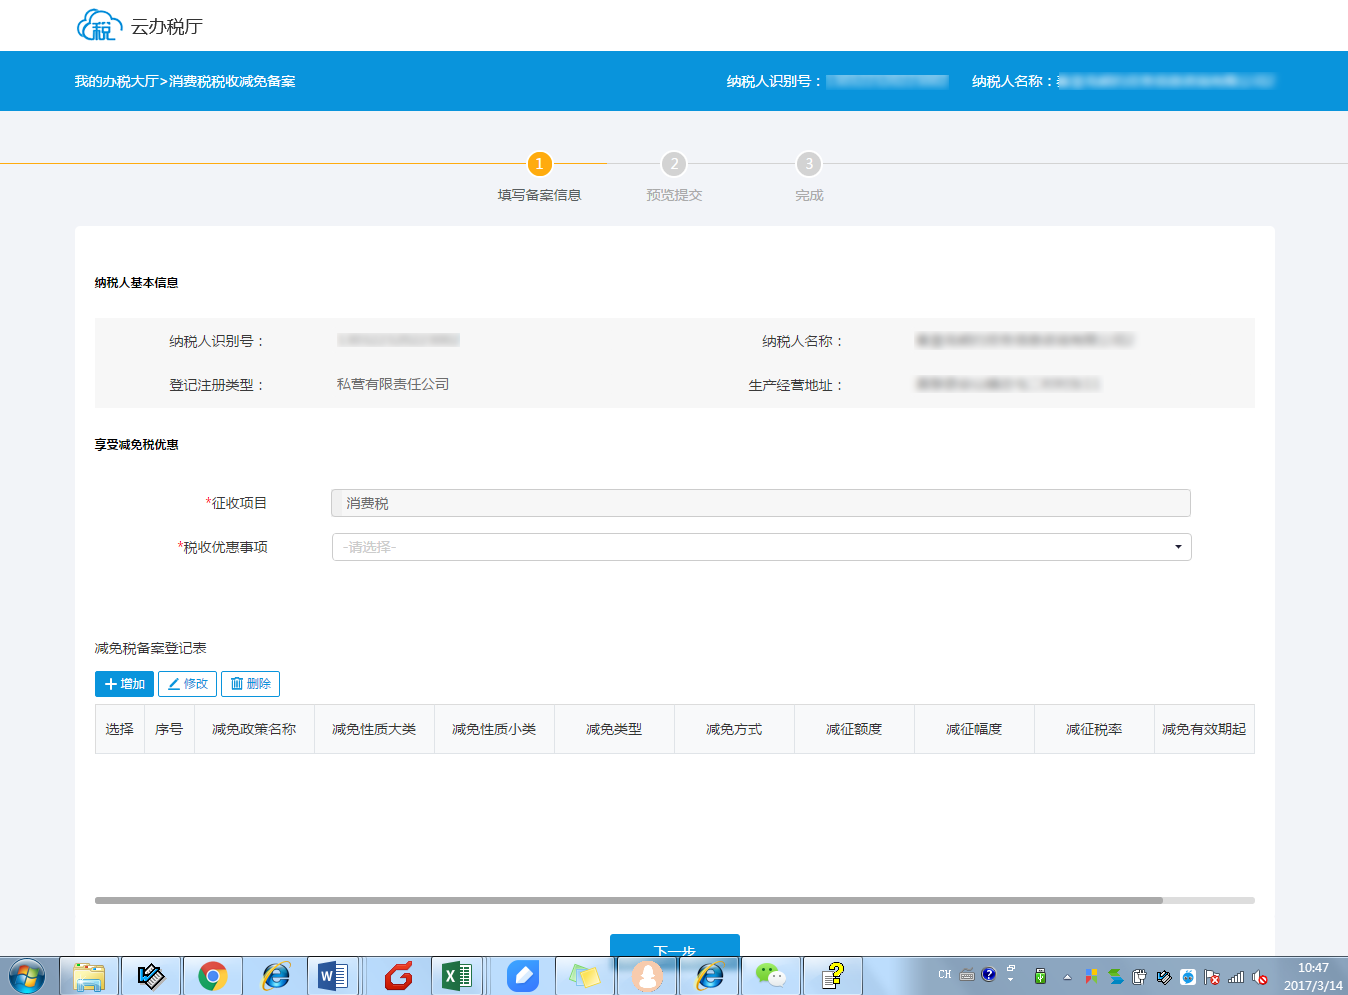 税 云办税厅
我的办税大厅>消费税税收减免备案 纳税人识别号： 纳税人名称：
1 2 3
填写备案信息 预览提交 完成
纳税人基本信息
纳税人识别号： 纳税人名称：
登记注册类型： 私营有限责任公司 生产经营地址：
享受减免税优惠
*征收项目 消费税
*税收优惠事项 -请选择-
减免税备案登记表
增加 修改 删除
选择 序号 减免政策名称 减免性质大类 减免性质小类 减免类型 减免方式 减征额度 减征幅度 减征税率 减免有效期起
下一步
CH 10:47
2017/3/14